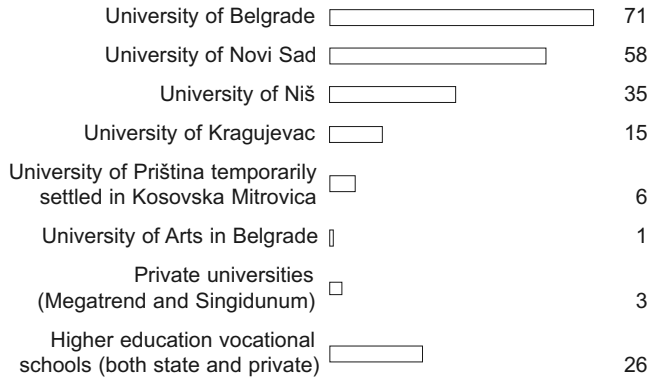 University of Belgrade 71
University of Novi Sad 58
University of Niš 35
University of Kragujevac 15
University of Priština temporarily
settled in Kosovska Mitrovica 6
University of Arts in Belgrade 1
Private universities
(Megatrend and Singidunum) 3
Higher education vocational
schools (both state and private) 26